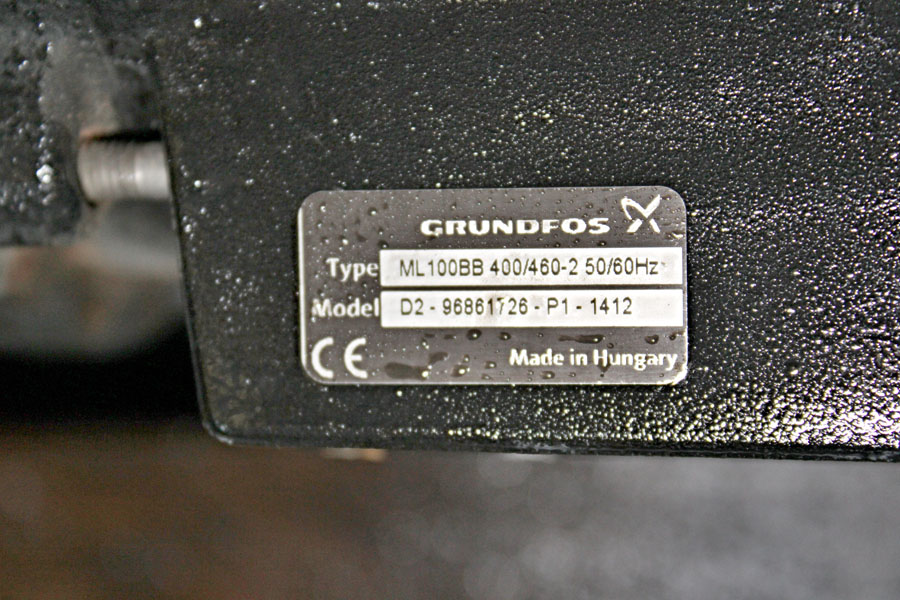 GRUNDFOS
Type ML100BB 400/460-2 50/60Hz
Model D2 - 96861726 - P1 - 1412
CE Made in Hungary